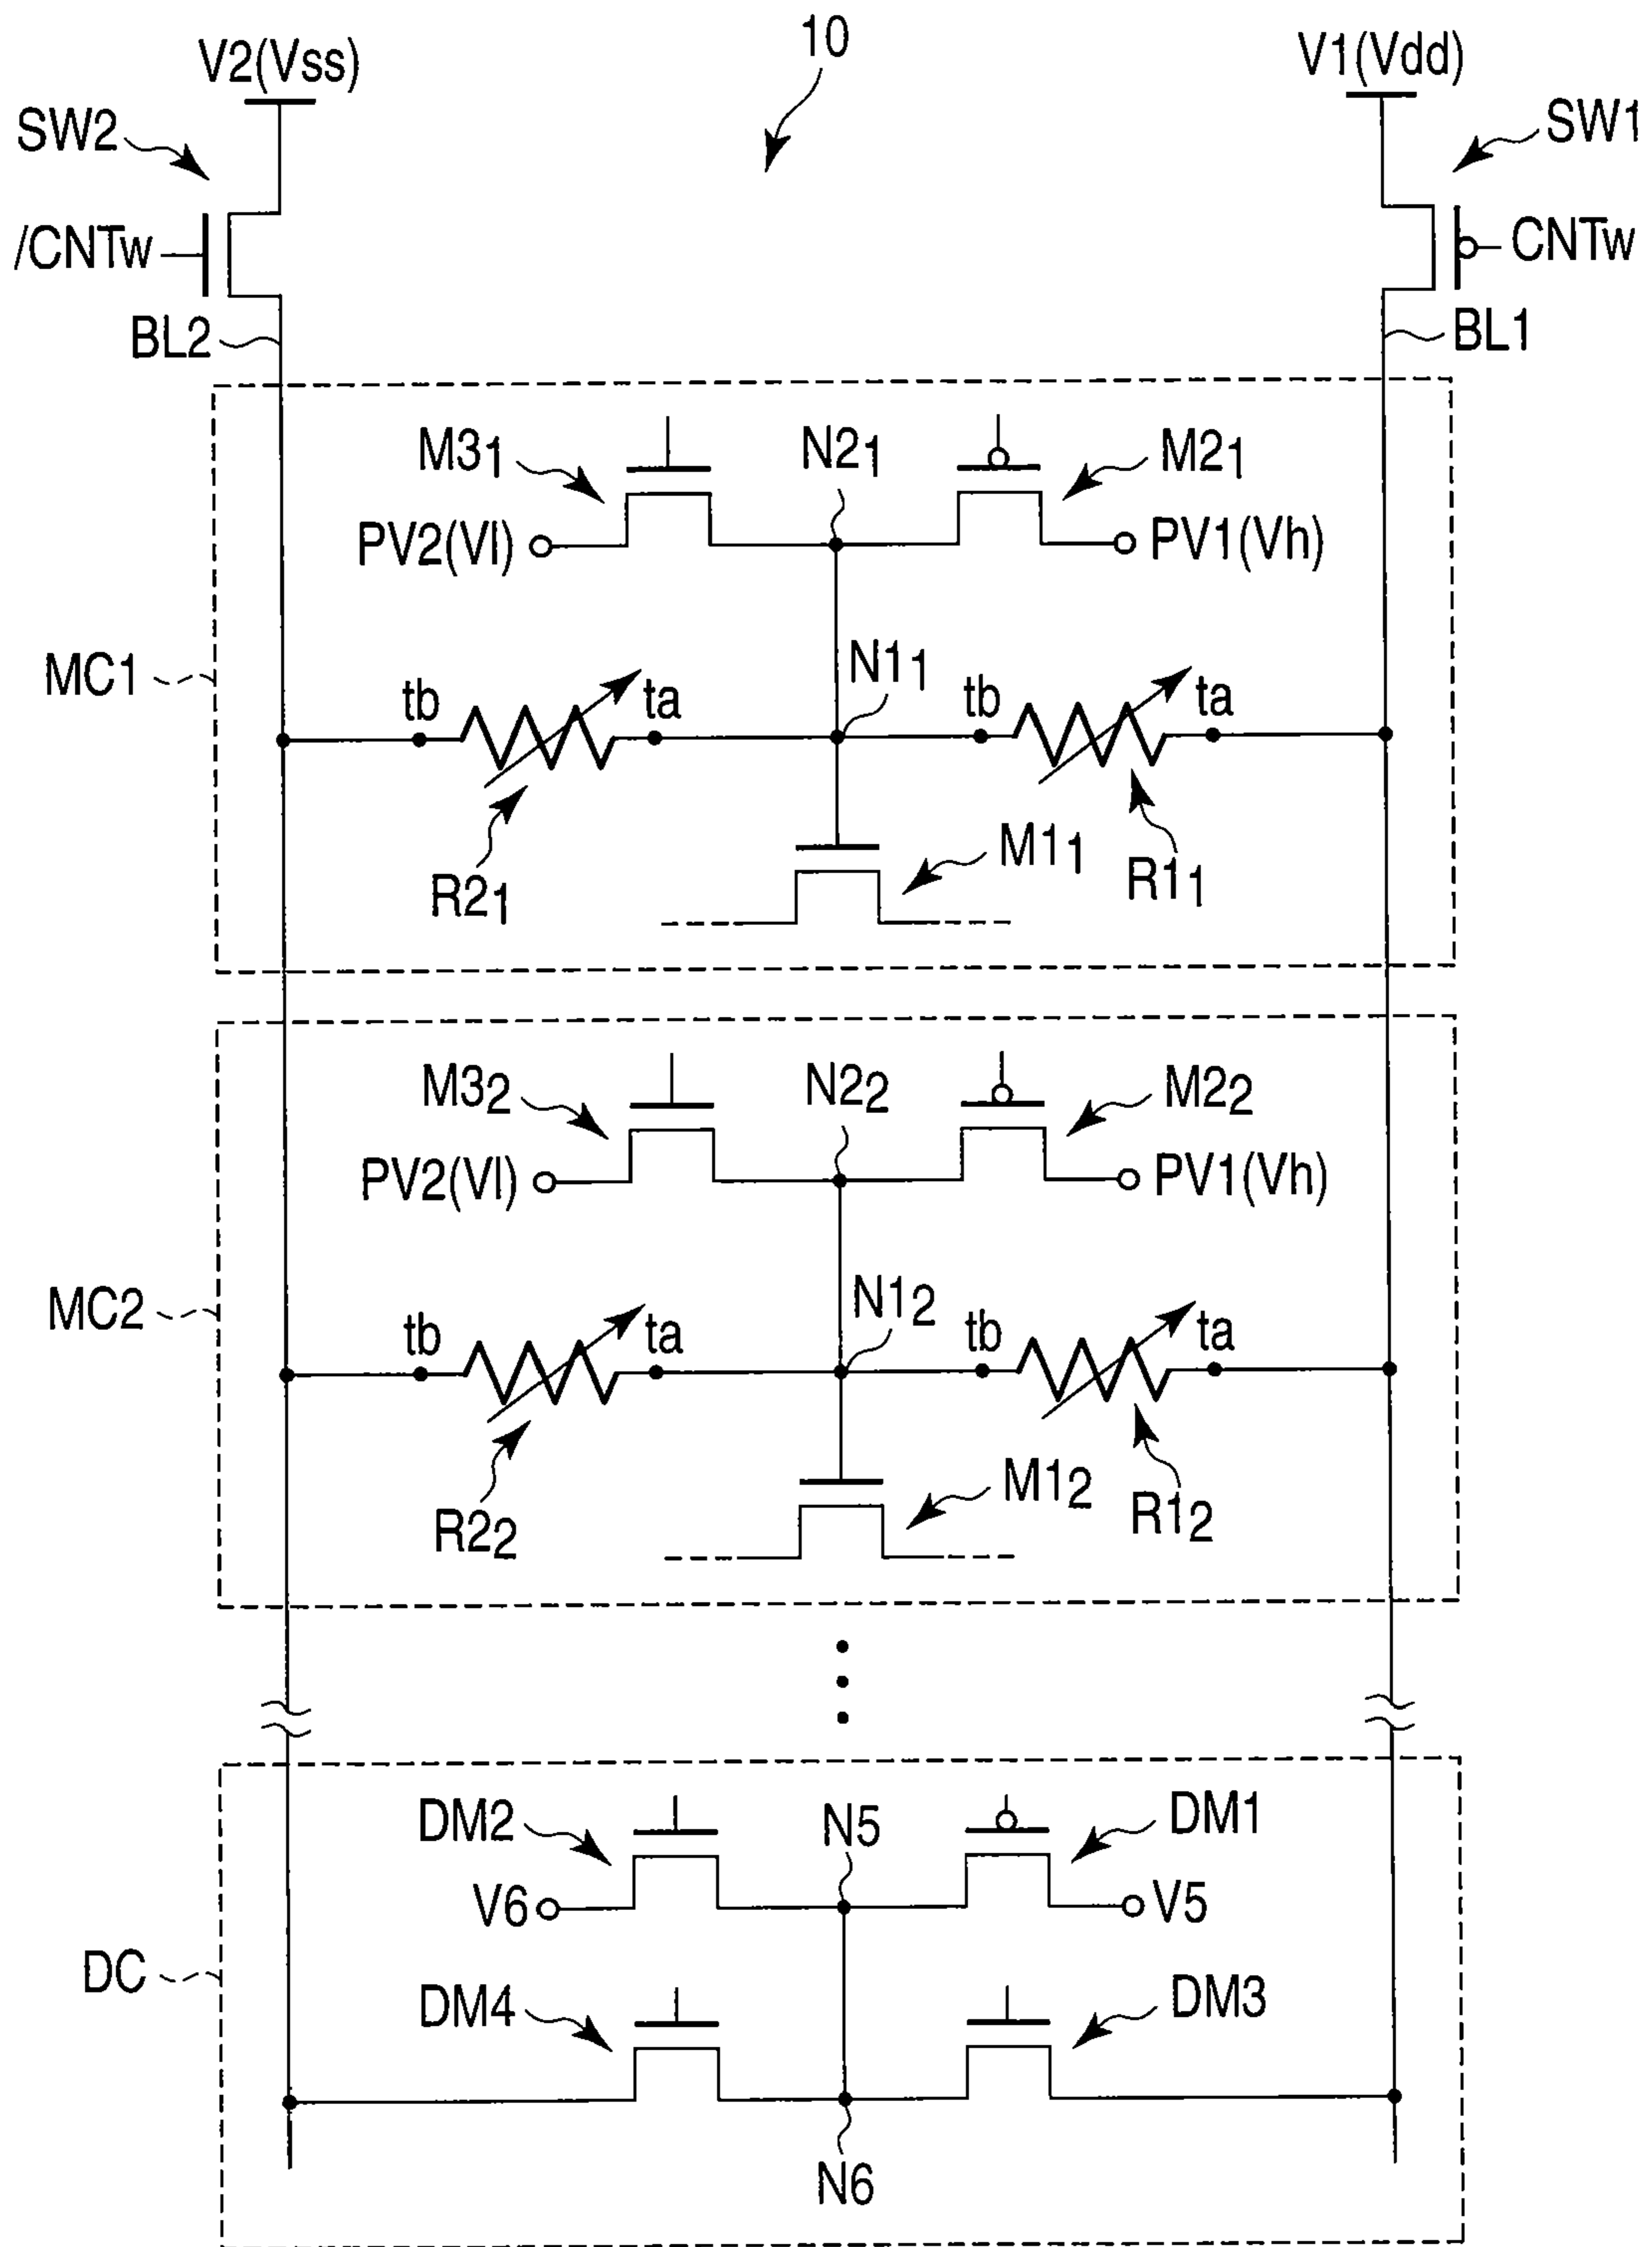 10
V2(Vss)
V1(Vdd)
SW2
SW1
/CNTw
CNTw
BL2
BL1
M31
N21
M21
PV2(Vl)
PV1(Vh)
MC1
N11
tb
ta
tb
ta
M11
R21
R11
M32
N22
M22
PV2(Vl)
PV1(Vh)
MC2
N12
tb
ta
tb
ta
M12
R22
R12
DM2
N5
DM1
V6
V5
DC
DM4
DM3
N6